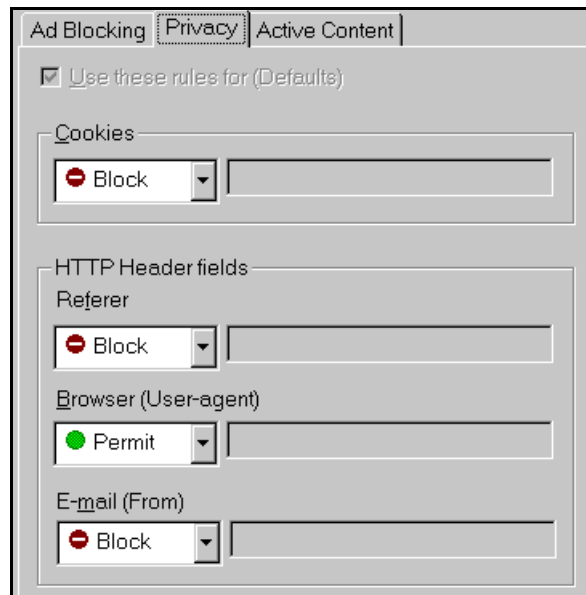 Ad Blocking Privacy Active Content
Use these rules for (Defaults)
Cookies
Block
HTTP Header fields
Referer
Block
Browser (User-agent)
Permit
E-mail (From)
Block